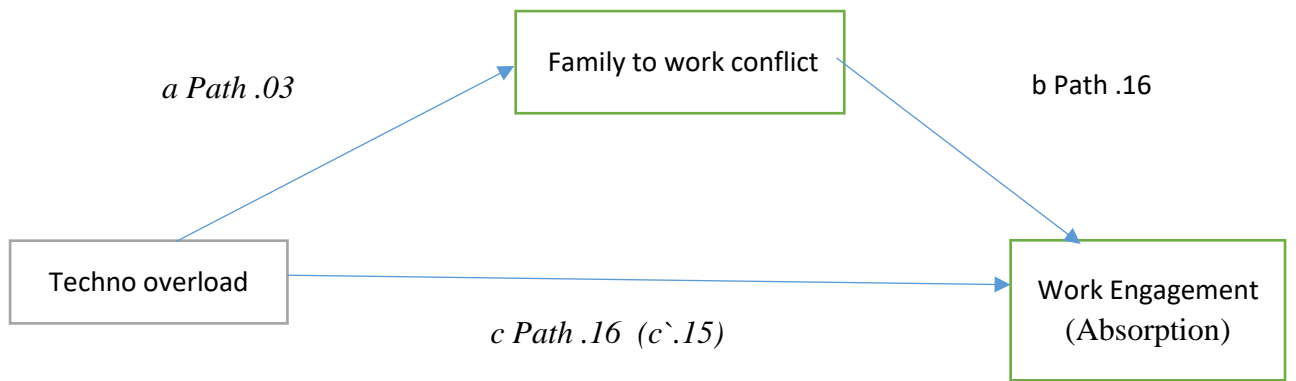 Family to work conflict
a Path .03
b Path .16
Techno overload
Work Engagement
(Absorption)
c Path .16 (c`.15)